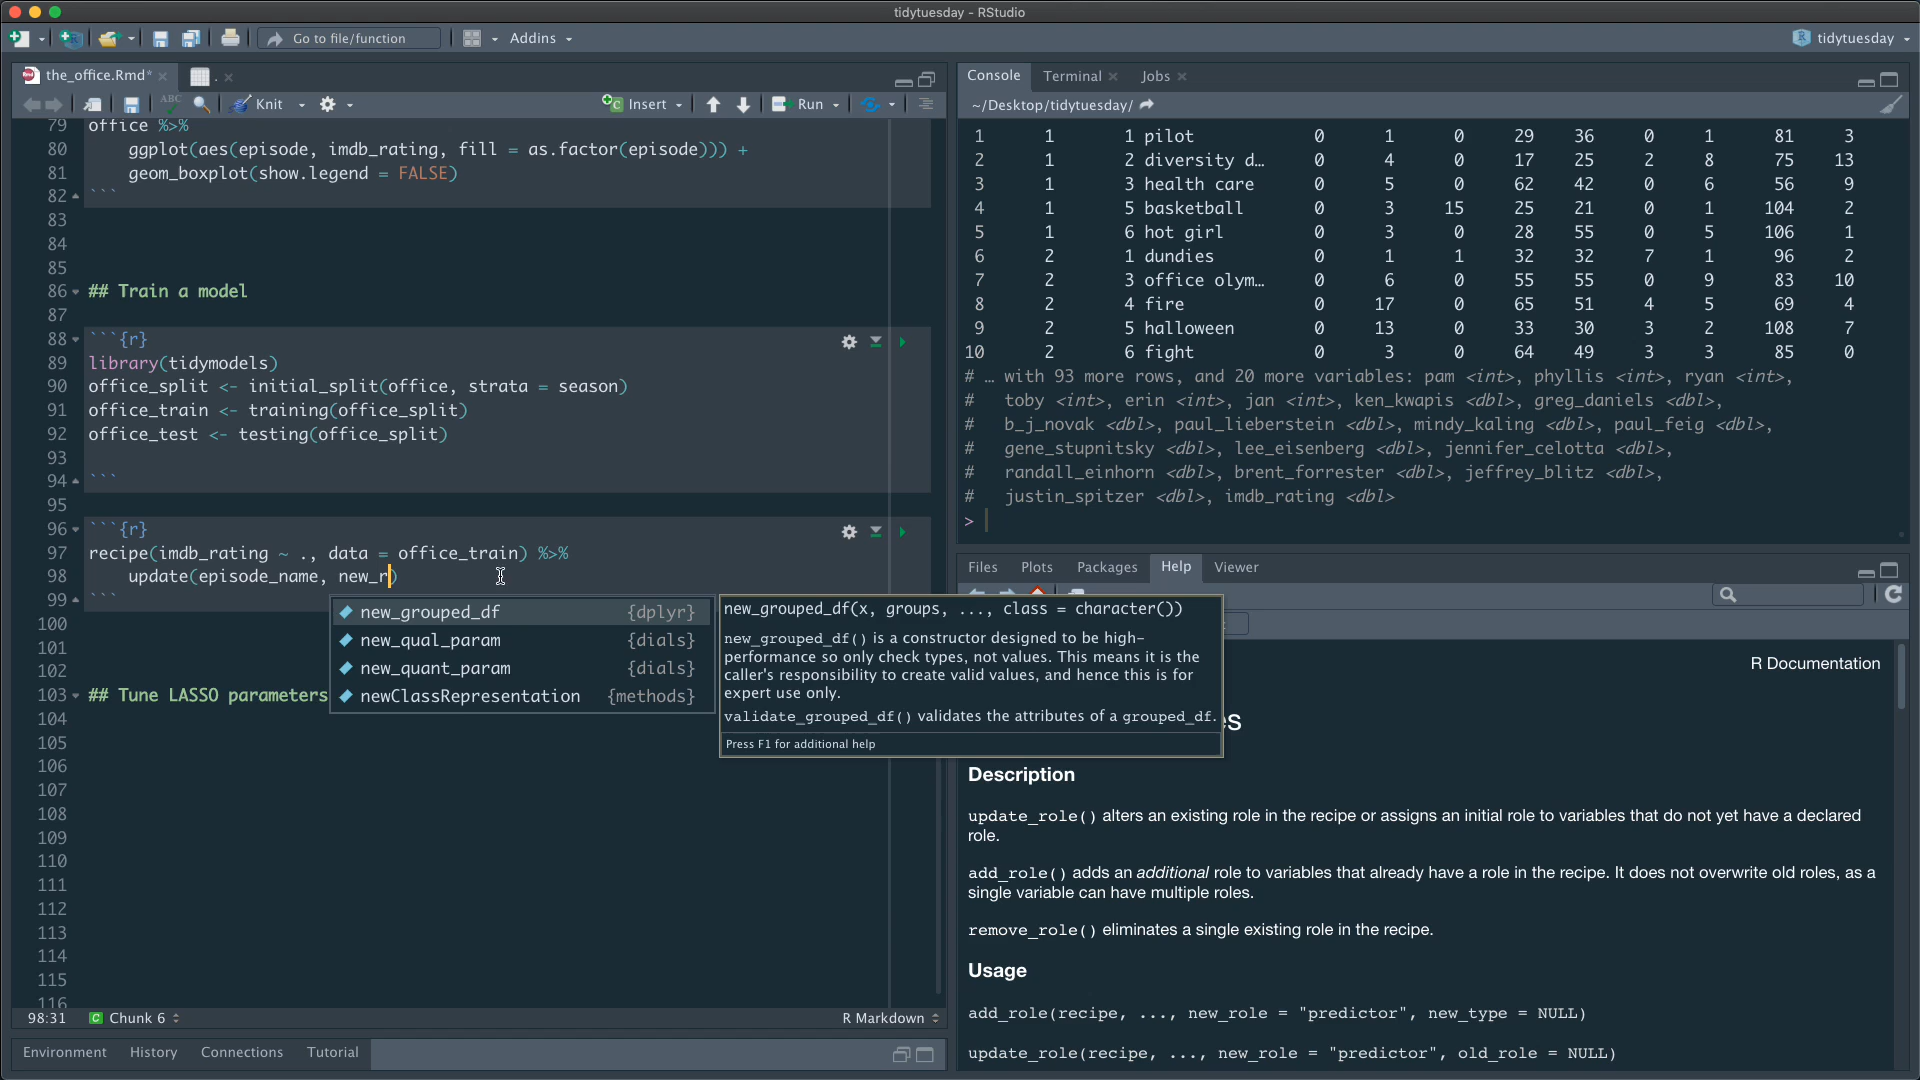 tidytuesday - RStudio
Go to file/function
Addins
tidytuesday
the_office.Rmd*
.
ABC
Knit
Insert
Run
79 office %>%
80 ggplot(aes(episode, imdb_rating, fill = as.factor(episode))) +
81 geom_boxplot(show.legend = FALSE)
82 ```
83
84
85
86 ## Train a model
87
88 ```{r}
89 library(tidymodels)
90 office_split <- initial_split(office, strata = season)
91 office_train <- training(office_split)
92 office_test <- testing(office_split)
93
94 ```
95
96 ```{r}
97 recipe(imdb_rating ~ ., data = office_train) %>%
98 update(episode_name, new_r)
99 ```
100
101
102
103 ## Tune LASSO parameters
104
105
106
107
108
109
110
111
112
113
114
115
116
new_grouped_df {dplyr}
new_qual_param {dials}
new_quant_param {dials}
newClassRepresentation {methods}
new_grouped_df(x, groups, ..., class = character())
new_grouped_df() is a constructor designed to be high-
performance so only check types, not values. This means it is the
caller's responsibility to create valid values, and hence this is for
expert use only.
validate_grouped_df() validates the attributes of a grouped_df.
Press F1 for additional help
98:31 Chunk 6 R Markdown
Environment History Connections Tutorial
Console Terminal Jobs
~/Desktop/tidytuesday/
1 1 1 pilot 0 1 0 29 36 0 1 81 3
2 1 2 diversity d… 0 4 0 17 25 2 8 75 13
3 1 3 health care 0 5 0 62 42 0 6 56 9
4 1 5 basketball 0 3 15 25 21 0 1 104 2
5 1 6 hot girl 0 3 0 28 55 0 5 106 1
6 2 1 dundies 0 1 1 32 32 7 1 96 2
7 2 3 office olym… 0 6 0 55 55 0 9 83 10
8 2 4 fire 0 17 0 65 51 4 5 69 4
9 2 5 halloween 0 13 0 33 30 3 2 108 7
10 2 6 fight 0 3 0 64 49 3 3 85 0
# … with 93 more rows, and 20 more variables: pam <int>, phyllis <int>, ryan <int>,
# toby <int>, erin <int>, jan <int>, ken_kwapis <dbl>, greg_daniels <dbl>,
# b_j_novak <dbl>, paul_lieberstein <dbl>, mindy_kaling <dbl>, paul_feig <dbl>,
# gene_stupnitsky <dbl>, lee_eisenberg <dbl>, jennifer_celotta <dbl>,
# randall_einhorn <dbl>, brent_forrester <dbl>, jeffrey_blitz <dbl>,
# justin_spitzer <dbl>, imdb_rating <dbl>
>
Files Plots Packages Help Viewer
R Documentation
es
Description
update_role() alters an existing role in the recipe or assigns an initial role to variables that do not yet have a declared
role.
add_role() adds an additional role to variables that already have a role in the recipe. It does not overwrite old roles, as a
single variable can have multiple roles.
remove_role() eliminates a single existing role in the recipe.
Usage
add_role(recipe, ..., new_role = "predictor", new_type = NULL)
update_role(recipe, ..., new_role = "predictor", old_role = NULL)